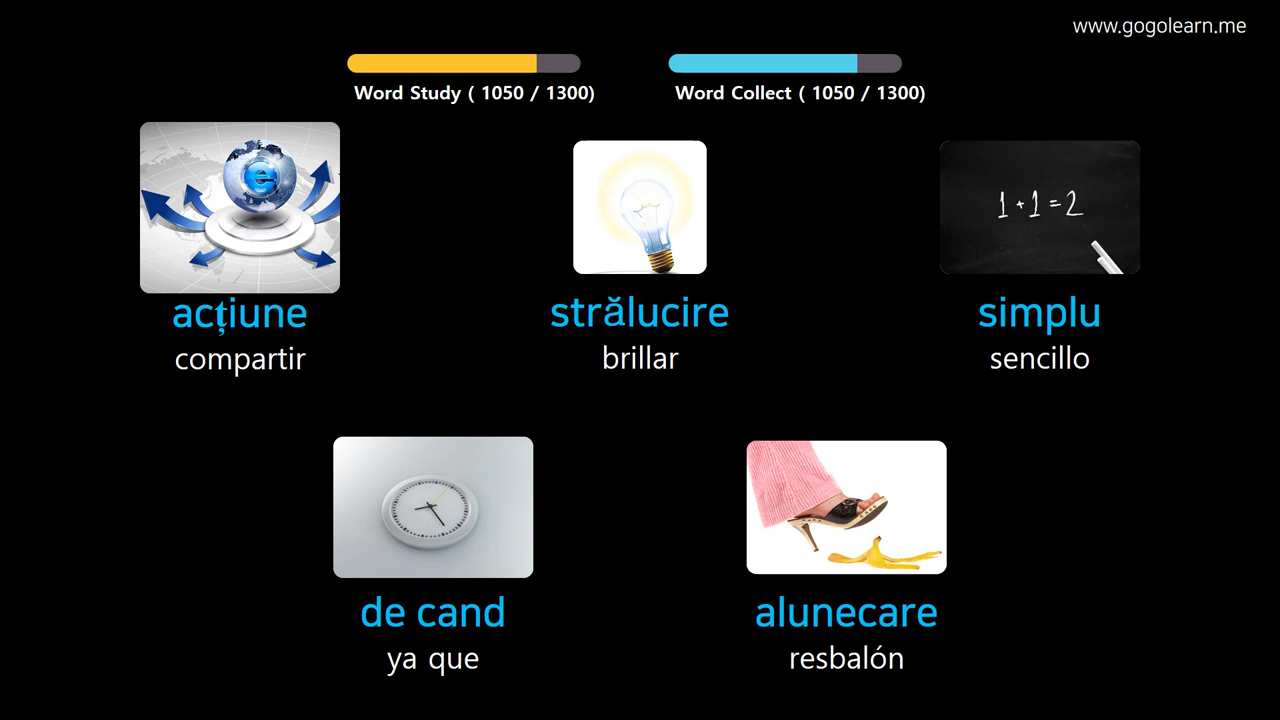 www.gogolearn.me
Word Study ( 1050 / 1300)
Word Collect ( 1050 / 1300)
e
1 + 1 = 2
acțiune
strălucire
simplu
compartir
brillar
sencillo
de cand
alunecare
ya que
resbalón